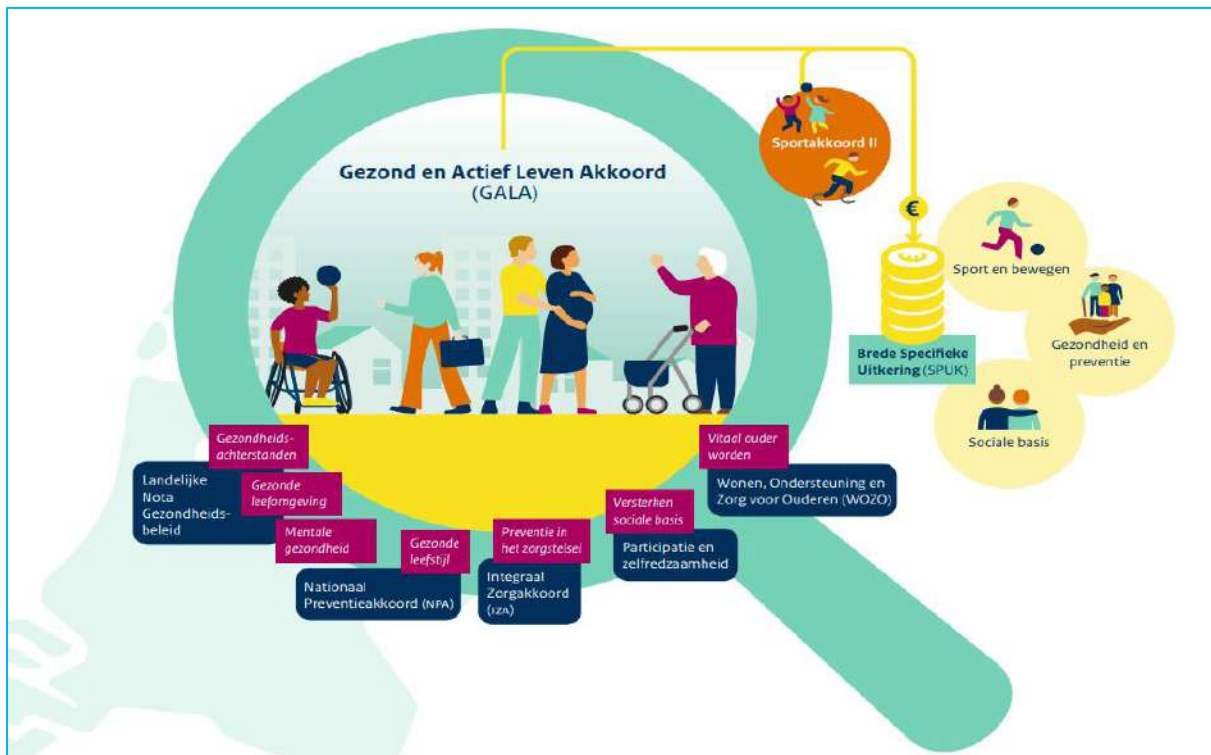 Gezond en Actief Leven Akkoord
(GALA)
Sportakkoord II
€
Sport en bewegen
Gezondheid en
preventie
Sociale basis
Brede Specifieke
Uitkering (SPUK)
Gezondheids-
achterstanden
Landelijke
Nota
Gezondheids-
beleid
Gezonde
leefomgeving
Mentale
gezondheid
Gezonde
leefstijl
Nationaal
Preventieakkoord (NPA)
Preventie in
het zorgstelsel
Integraal
Zorgakkoord
(IZA)
Versterken
sociale basis
Participatie en
zelfredzaamheid
Vitaal ouder
worden
Wonen, Ondersteuning en
Zorg voor Ouderen (WOZO)